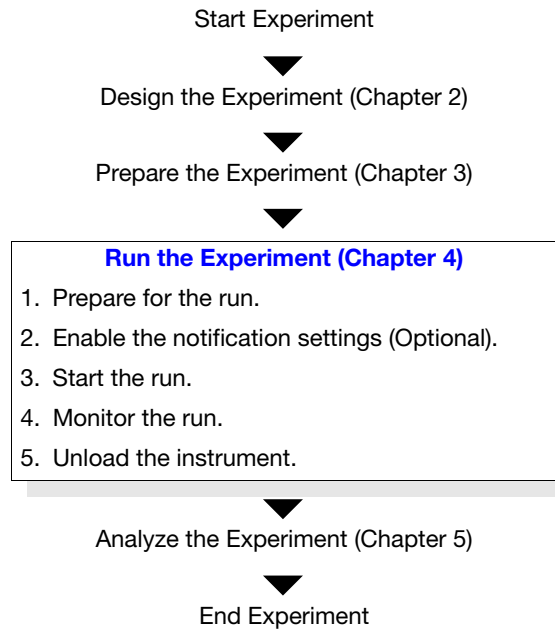 Start Experiment
Design the Experiment (Chapter 2)
Prepare the Experiment (Chapter 3)
Run the Experiment (Chapter 4)
1. Prepare for the run.
2. Enable the notification settings (Optional).
3. Start the run.
4. Monitor the run.
5. Unload the instrument.
Analyze the Experiment (Chapter 5)
End Experiment